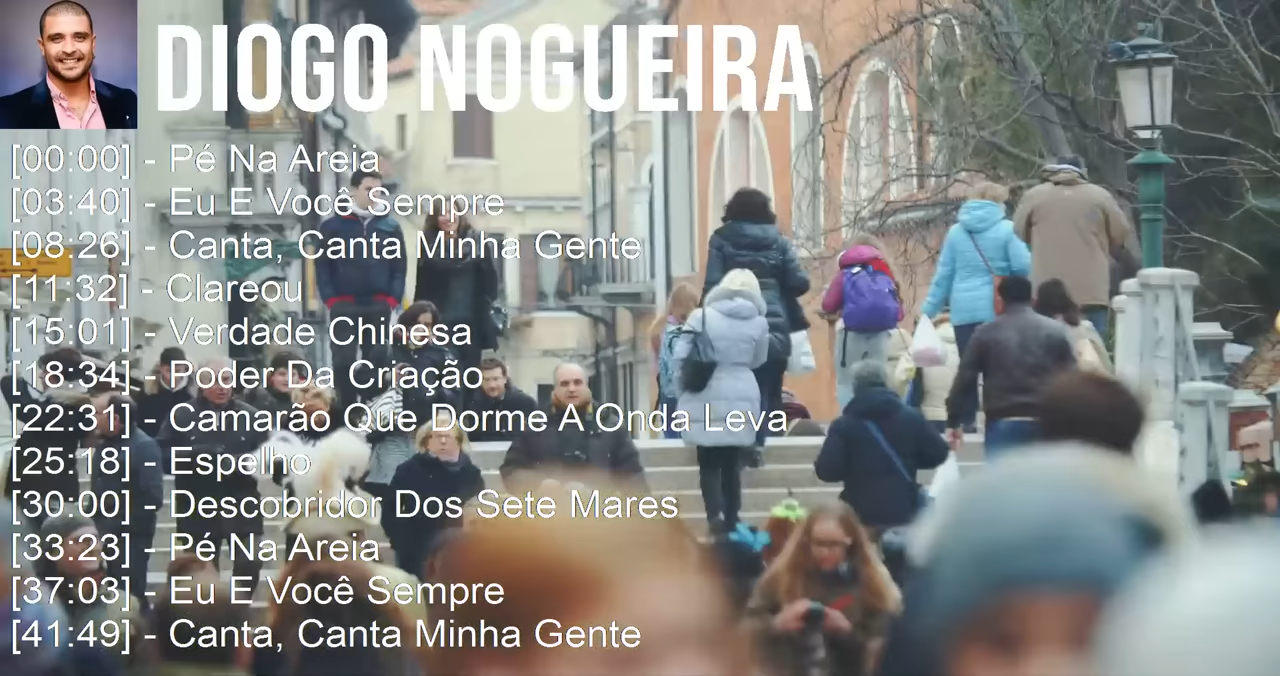 DIOGO NOGUEIRA
[00:00] - Pé Na Areia
[03:40] - Eu E Você Sempre
[08:26] - Canta, Canta Minha Gente
[11:32] - Clareou
[15:01] - Verdade Chinesa
[18:34] - Poder Da Criação
[22:31] - Camarão Que Dorme A Onda Leva
[25:18] - Espelho
[30:00] - Descobridor Dos Sete Mares
[33:23] - Pé Na Areia
[37:03] - Eu E Você Sempre
[41:49] - Canta, Canta Minha Gente